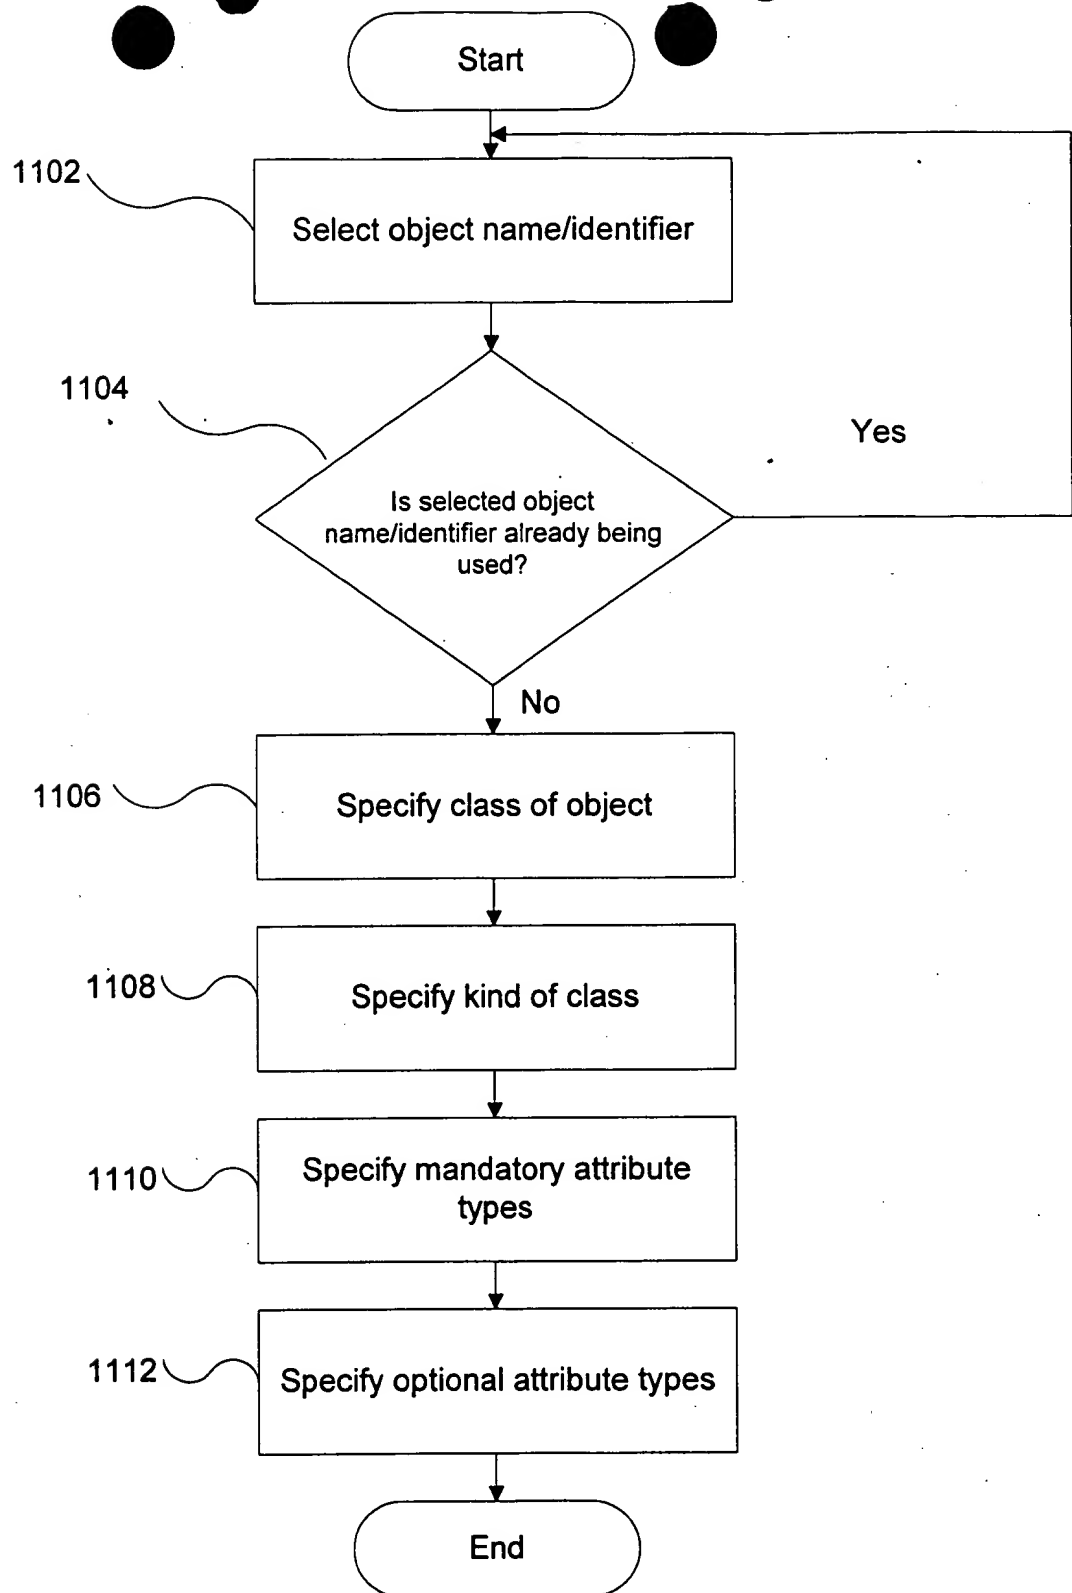 Start
1102
Select object name/identifier
1104
Yes
Is selected object
name/identifier already being
used?
No
1106
Specify class of object
1108
Specify kind of class
1110
Specify mandatory attribute
types
1112
Specify optional attribute types
End